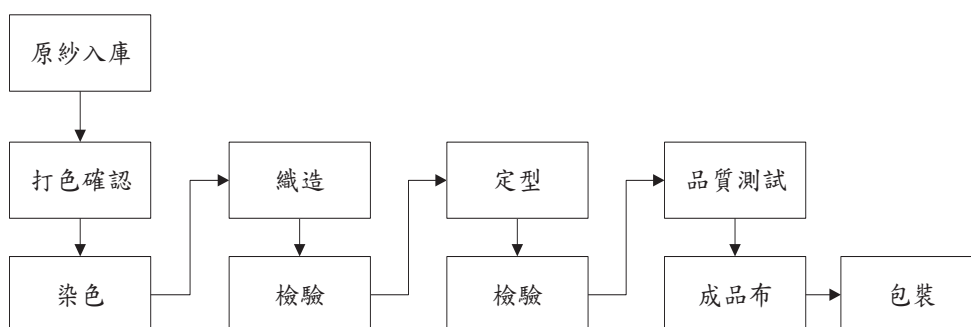 原紗入庫
打色確認
染色
織造
檢驗
定型
檢驗
品質測試
成品布
包裝